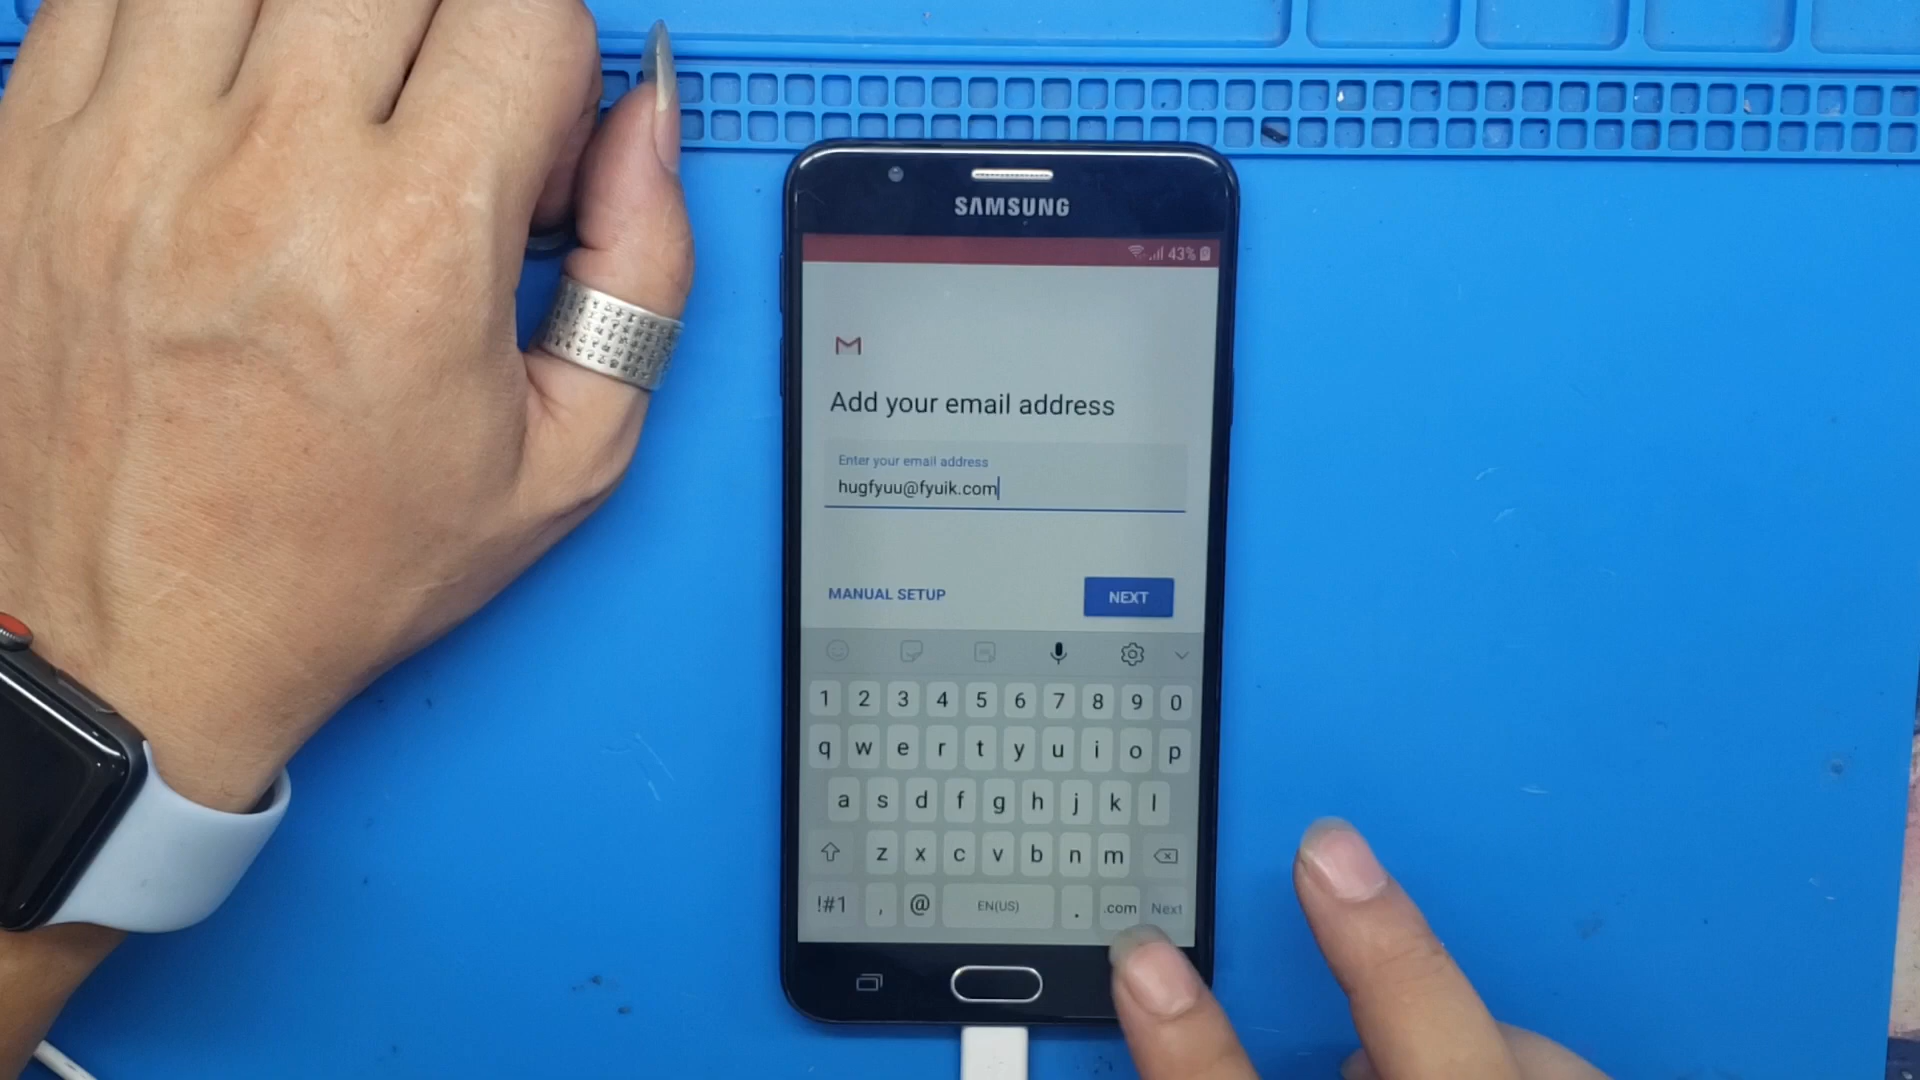 SAMSUNG
43%
Add your email address
Enter your email address
hugfyuu@fyuik.com
MANUAL SETUP
NEXT
1 2 3 4 5 6 7 8 9 0
q w e r t y u i o p
a s d f g h j k l
z x c v b n m
!#1 , @ EN(US) . .com Next